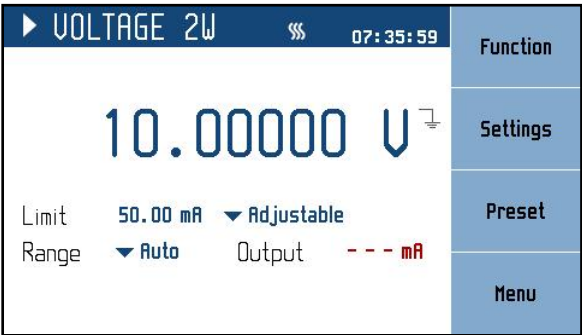 VOLTAGE 2W 07:35:59
Function
10.00000 V
Settings
Limit 50.00 mA Adjustable
Preset
Range Auto Output --- mA
Menu